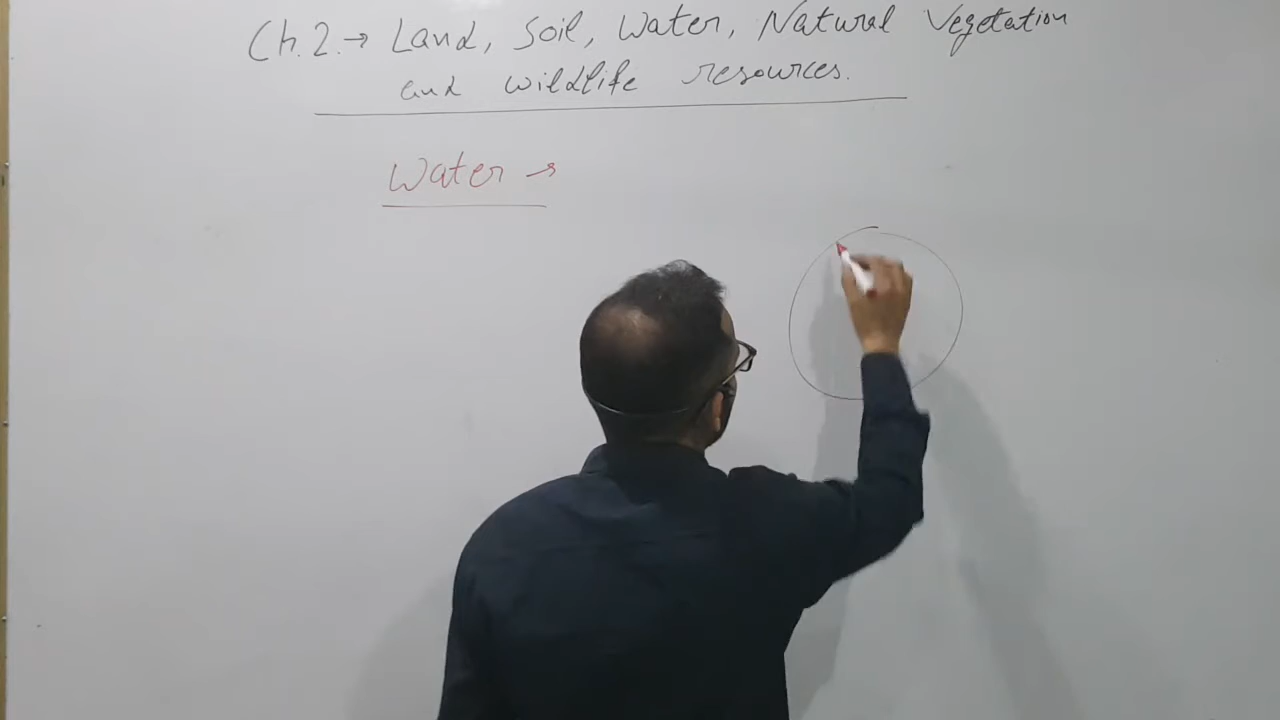 Ch.2.→ Land, Soil, Water, Natural Vegetation
and wildlife resources.
Water →